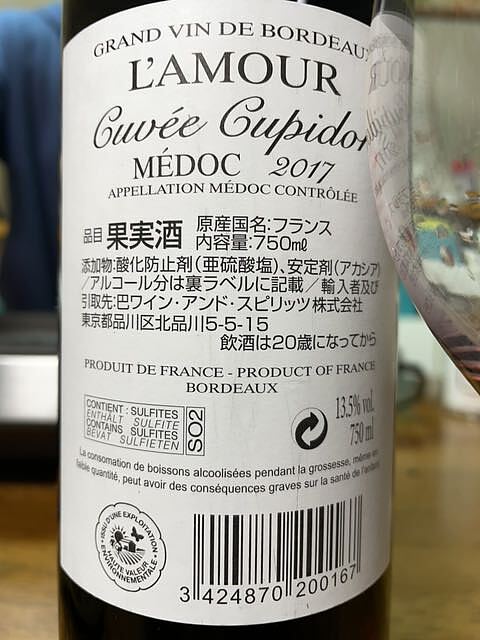 GRAND VIN DE BORDEAUX
L'AMOUR
Cuvée Cupidon
MÉDOC 2017
APPELLATION MÉDOC CONTRÔLÉE
品目 果実酒 原産国名:フランス
内容量:750mℓ
添加物:酸化防止剤(亜硫酸塩)、安定剤(アカシア)
/アルコール分は裏ラベルに記載/輸入者及び
引取先:巴ワイン・アンド・スピリッツ株式会社
東京都品川区北品川5-5-15
飲酒は20歳になってから
PRODUIT DE FRANCE - PRODUCT OF FRANCE
BORDEAUX
CONTIENT : SULFITES
ENTHÄLT SULFITE
CONTAINS SULFITES
BEVAT SULFIETEN
SO2
13.5% vol.
750 ml
La consommation de boissons alcoolisées pendant la grossesse, même en
faible quantité, peut avoir des conséquences graves sur la santé de l'enfant.
ISSU D'UNE EXPLOITATION
HAUTE VALEUR
ENVIRONNEMENTALE
3 424870 200167